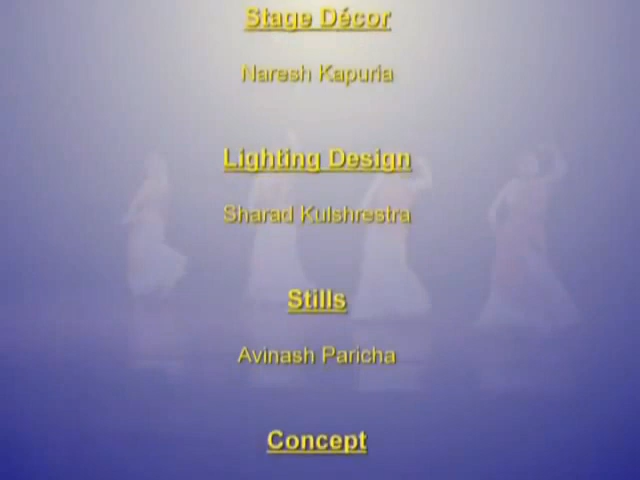 Stage Décor
Naresh Kapuria
Lighting Design
Sharad Kulshrestra
Stills
Avinash Paricha
Concept